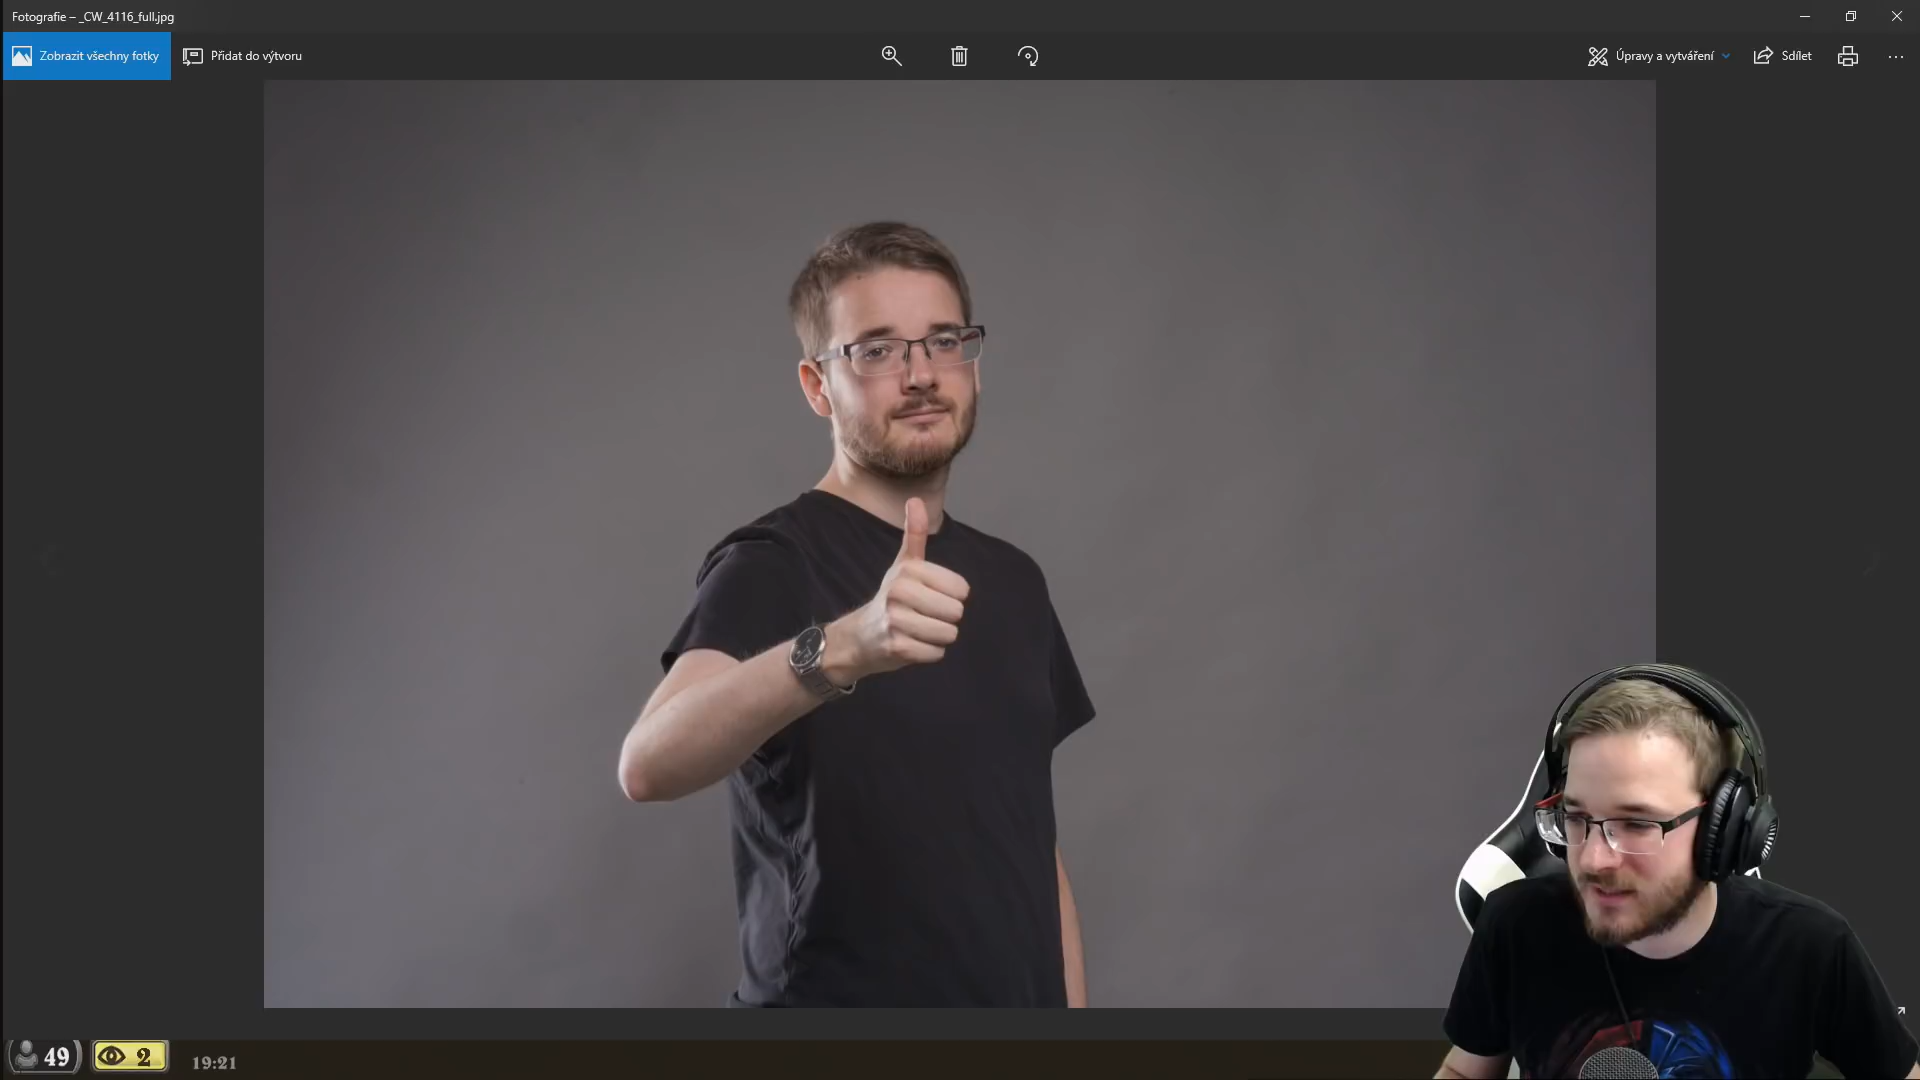 Fotografie – _CW_4116_full.jpg
Zobrazit všechny fotky
Přidat do výtvoru
Úpravy a vytváření
Sdílet
49
2
19:21